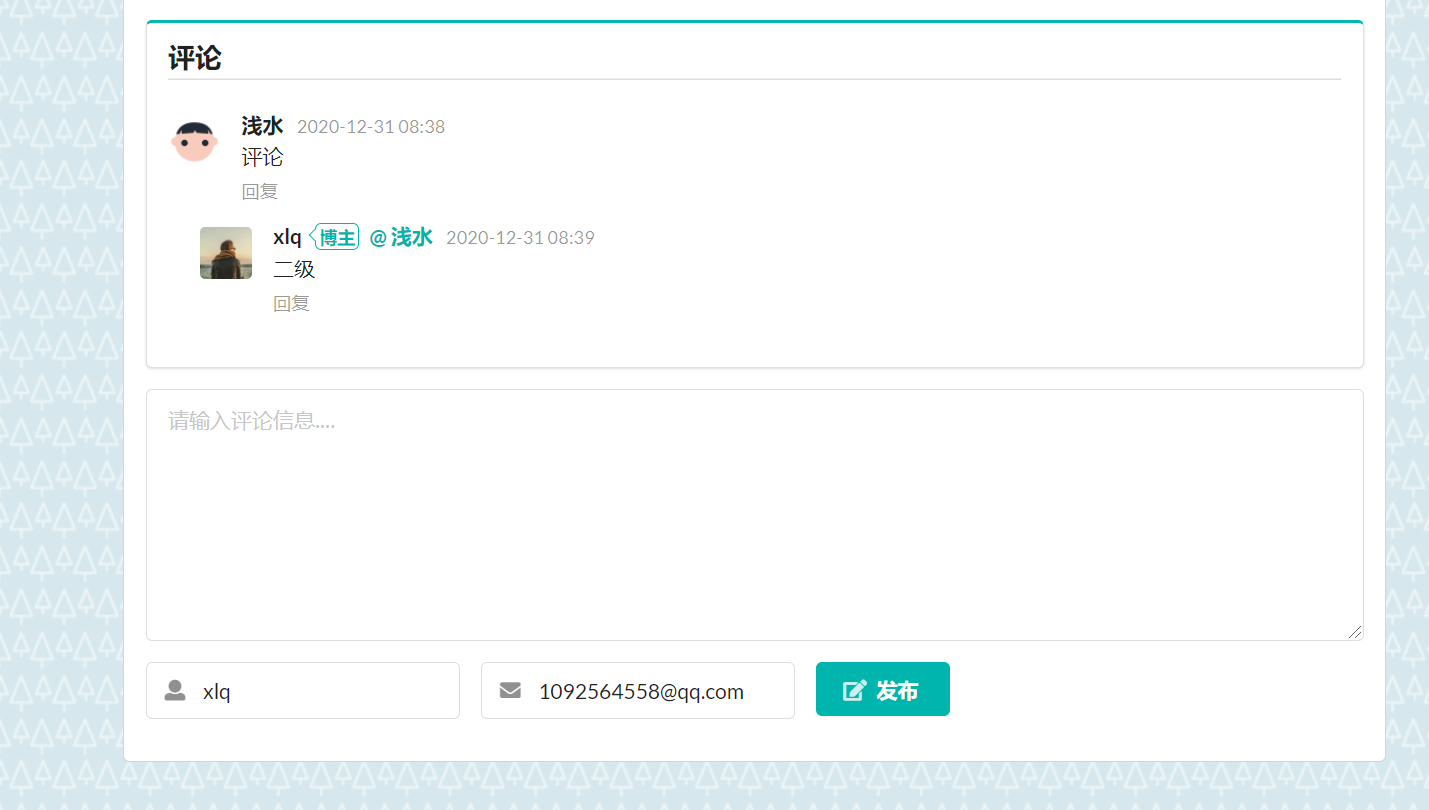 评论
浅水 2020-12-31 08:38
评论
回复
xlq 博主 @ 浅水 2020-12-31 08:39
二级
回复
请输入评论信息....
xlq 1092564558@qq.com 发布